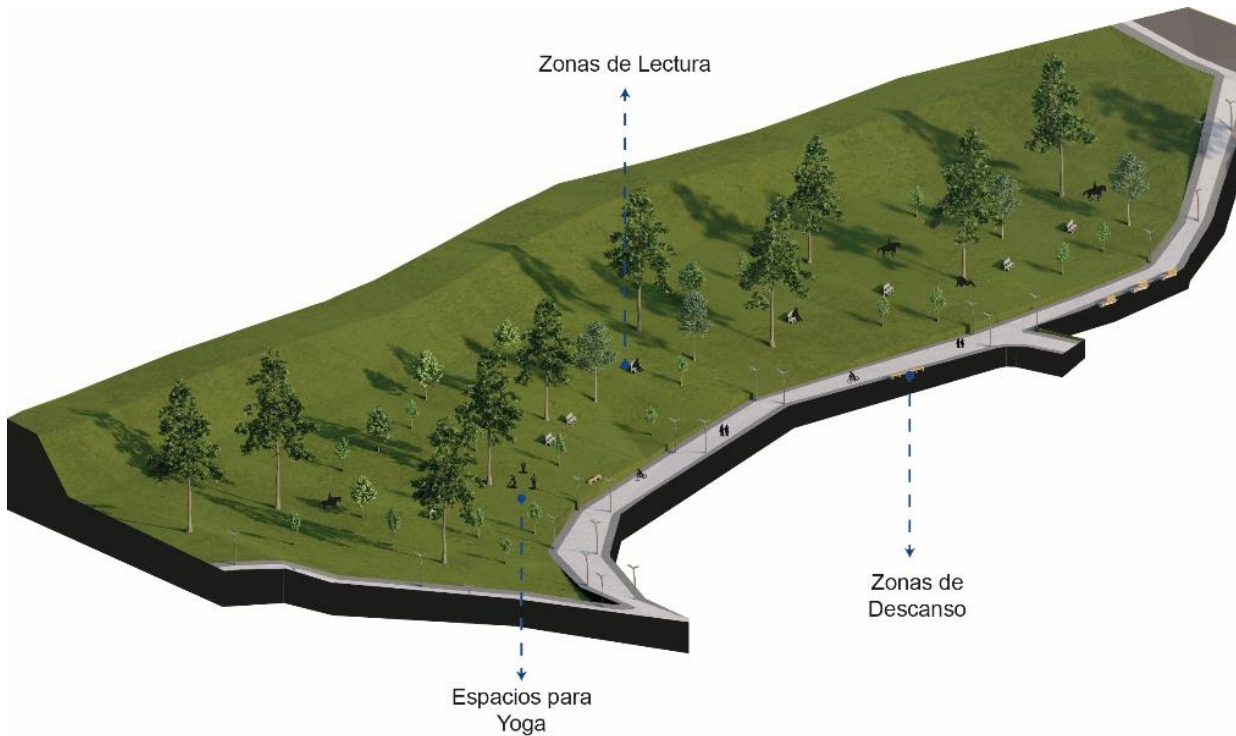 Zonas de Lectura
Zonas de
Descanso
Espacios para
Yoga